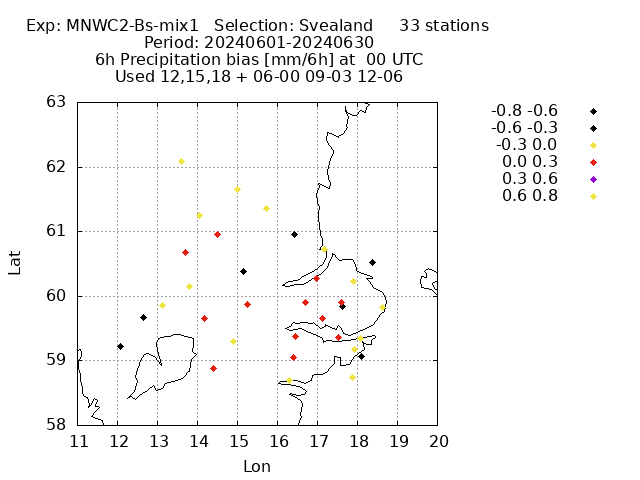 Exp: MNWC2-Bs-mix1   Selection: Svealand     33 stations
Period: 20240601-20240630
6h Precipitation bias [mm/6h] at  00 UTC
Used 12,15,18 + 06-00 09-03 12-06
-0.8 -0.6
-0.6 -0.3
-0.3 0.0
0.0 0.3
0.3 0.6
0.6 0.8
63
62
61
60
59
58
Lat
11 12 13 14 15 16 17 18 19 20
Lon